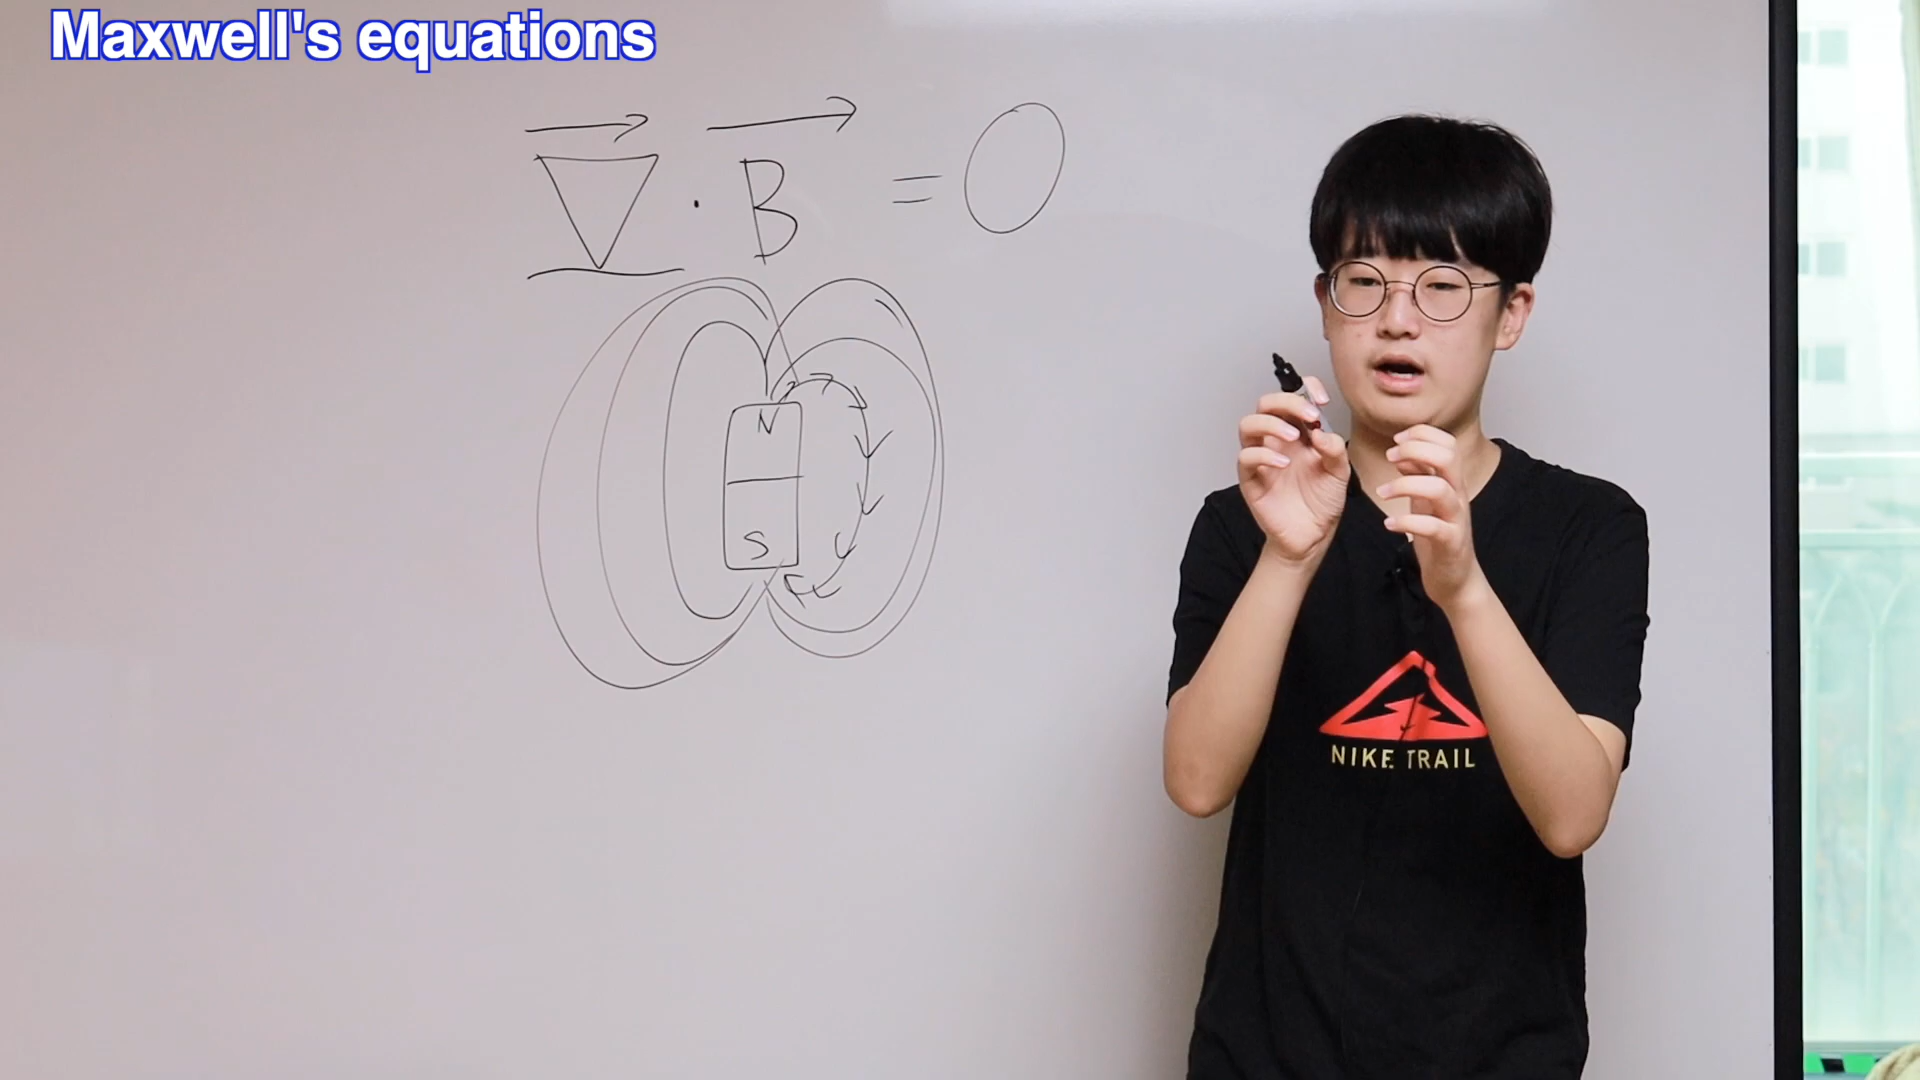 Maxwell's equations
∇⃗ · B⃗ = 0
N
S
NIKE TRAIL